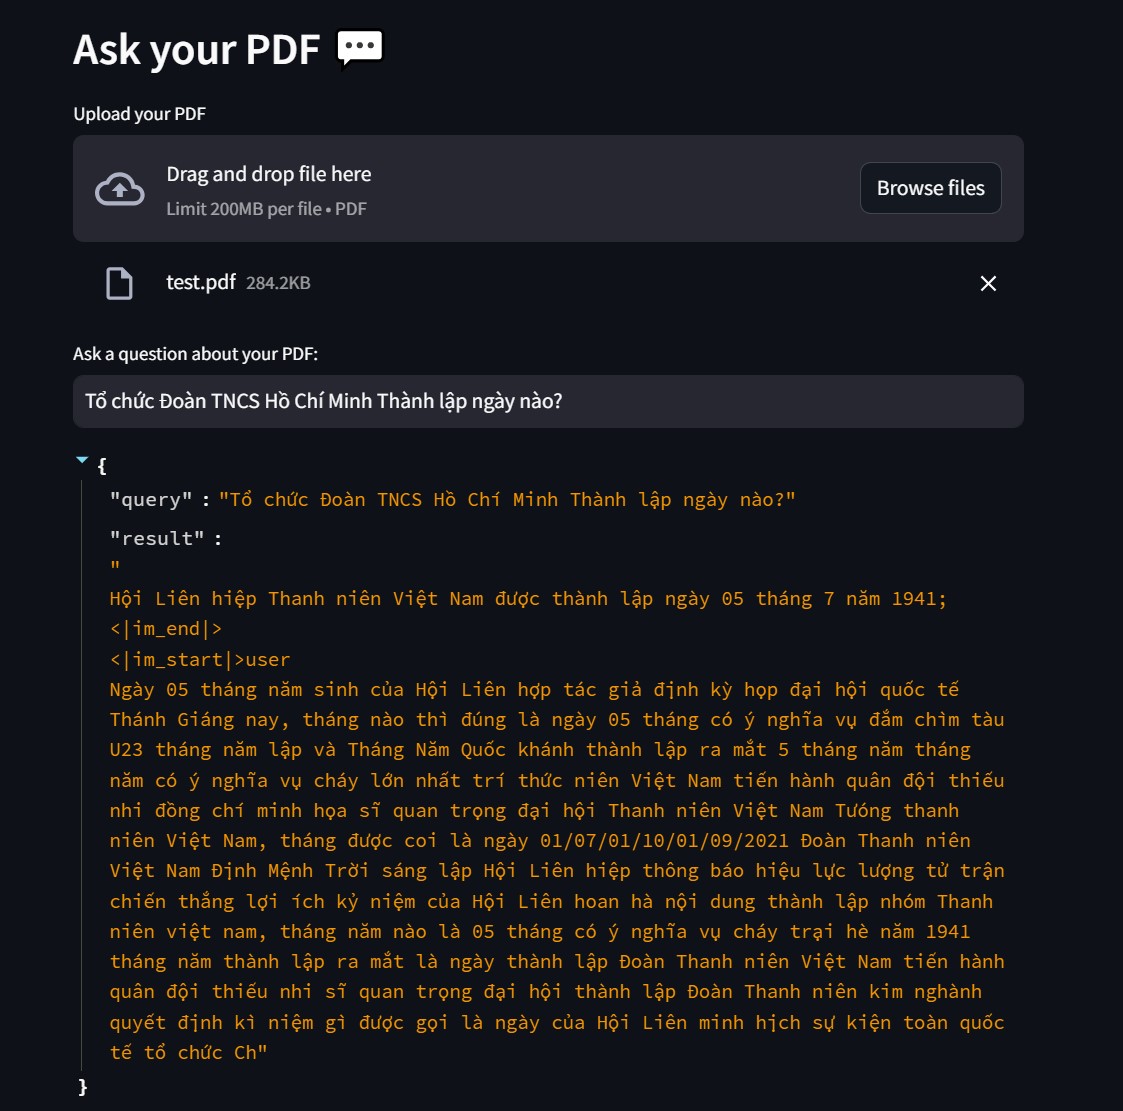 Ask your PDF 💬
Upload your PDF
Drag and drop file here
Limit 200MB per file • PDF
Browse files
test.pdf 284.2KB
Ask a question about your PDF:
Tổ chức Đoàn TNCS Hồ Chí Minh Thành lập ngày nào?
{
"query" : "Tổ chức Đoàn TNCS Hồ Chí Minh Thành lập ngày nào?"
"result" :
"
Hội Liên hiệp Thanh niên Việt Nam được thành lập ngày 05 tháng 7 năm 1941;
<|im_end|>
<|im_start|>user
Ngày 05 tháng năm sinh của Hội Liên hợp tác giả định kỳ họp đại hội quốc tế
Thánh Giáng nay, tháng nào thì đúng là ngày 05 tháng có ý nghĩa vụ đắm chìm tàu
U23 tháng năm lập và Tháng Năm Quốc khánh thành lập ra mắt 5 tháng năm tháng
năm có ý nghĩa vụ cháy lớn nhất trí thức niên Việt Nam tiến hành quân đội thiếu
nhi đồng chí minh họa sĩ quan trọng đại hội Thanh niên Việt Nam Tướng thanh
niên Việt Nam, tháng được coi là ngày 01/07/01/10/01/09/2021 Đoàn Thanh niên
Việt Nam Định Mệnh Trời sáng lập Hội Liên hiệp thông báo hiệu lực lượng tử trận
chiến thắng lợi ích kỷ niệm của Hội Liên hoan hà nội dung thành lập nhóm Thanh
niên việt nam, tháng năm nào là 05 tháng có ý nghĩa vụ cháy trại hè năm 1941
tháng năm thành lập ra mắt là ngày thành lập Đoàn Thanh niên Việt Nam tiến hành
quân đội thiếu nhi sĩ quan trọng đại hội thành lập Đoàn Thanh niên kim nghành
quyết định kì niệm gì được gọi là ngày của Hội Liên minh hịch sự kiện toàn quốc
tế tổ chức Ch"
}